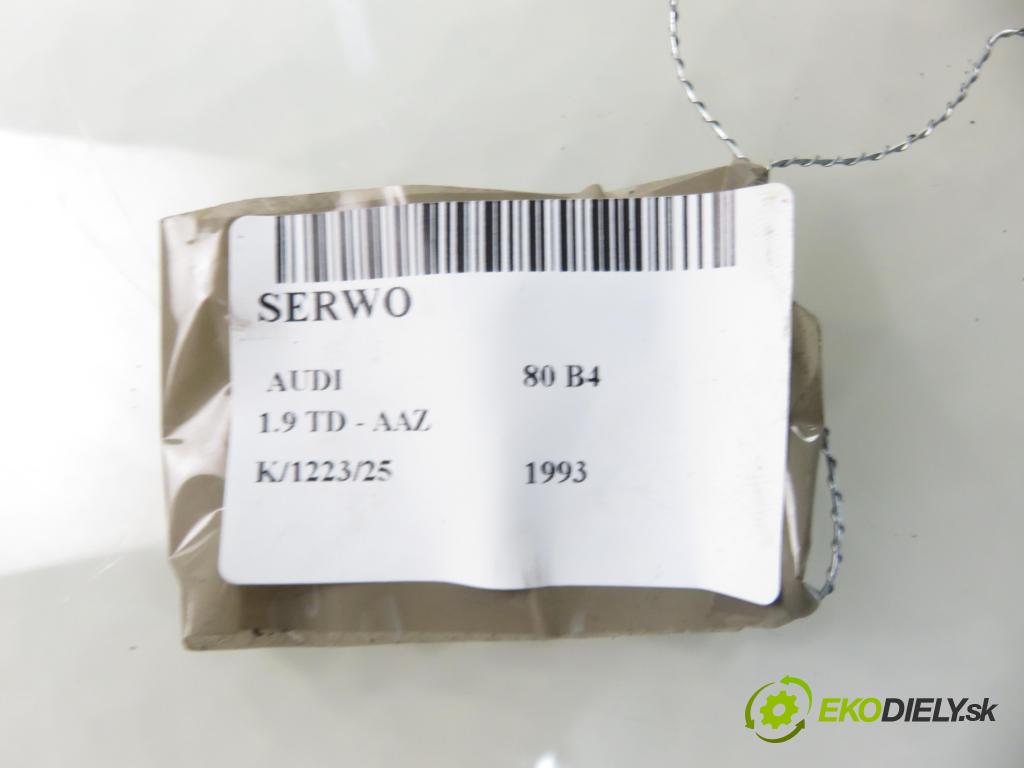 SERWO
AUDI 80 B4
1.9 TD - AAZ
K/1223/25 1993
EKODIELY.sk